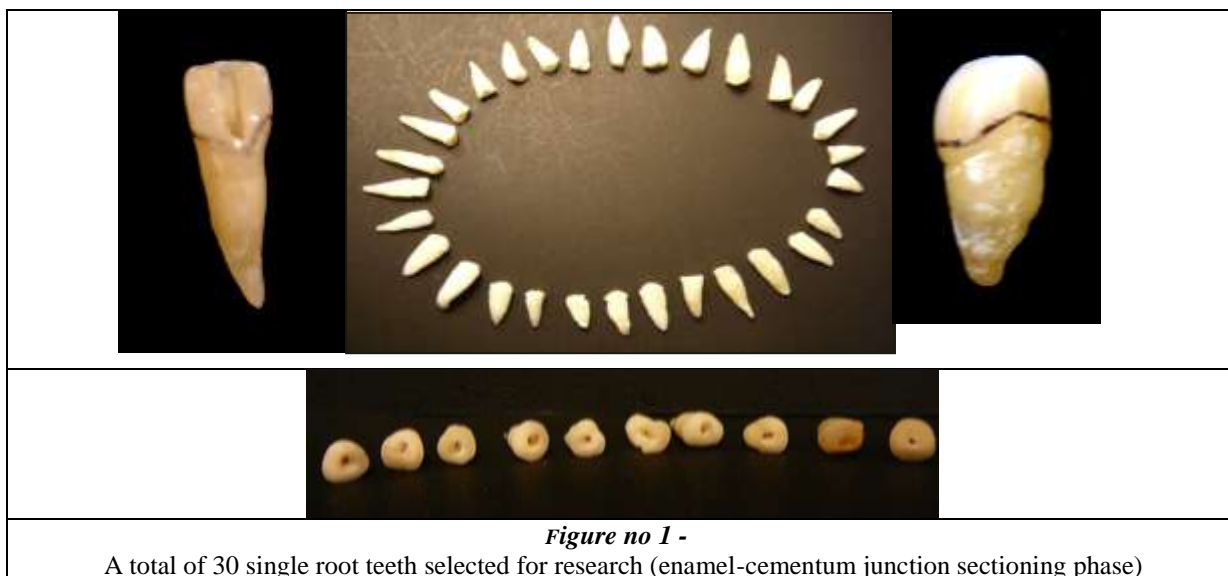 Figure no 1 -
A total of 30 single root teeth selected for research (enamel-cementum junction sectioning phase)